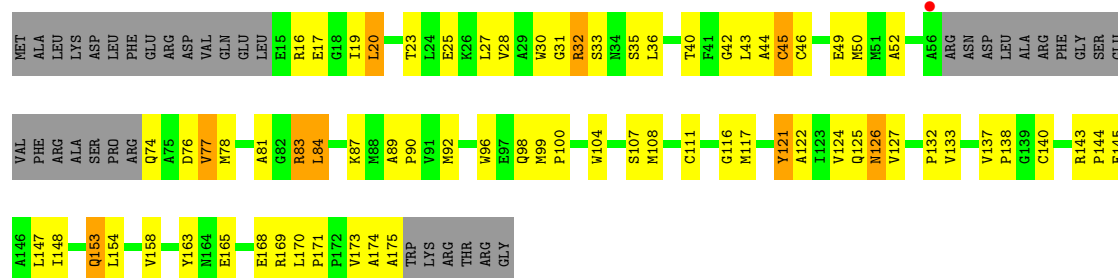 MET ALA LEU LYS ASP LEU PHE GLU ARG ASP VAL GLN GLU LEU E15 R16 E17 G18 I19 L20 T23 L24 E25 K26 L27 V28 A29 W30 G31 R32 S33 N34 S35 L36 T40 F41 G42 L43 A44 C45 C46 E49 M50 M51 A52 A56 ARG ASN ASP LEU ALA ARG PHE GLY SER GLU
VAL PHE ARG ALA SER PRO ARG Q74 A75 D76 V77 M78 A81 G82 R83 L84 K87 M88 A89 P90 V91 M92 W96 E97 Q98 M99 P100 W104 S107 M108 C111 G116 M117 Y121 A122 I123 V124 Q125 N126 V127 P132 V133 V137 P138 G139 C140 R143 P144 E145
A146 L147 I148 Q153 L154 V158 Y163 N164 E165 E168 R169 L170 P171 P172 V173 A174 A175 TRP LYS ARG THR ARG GLY